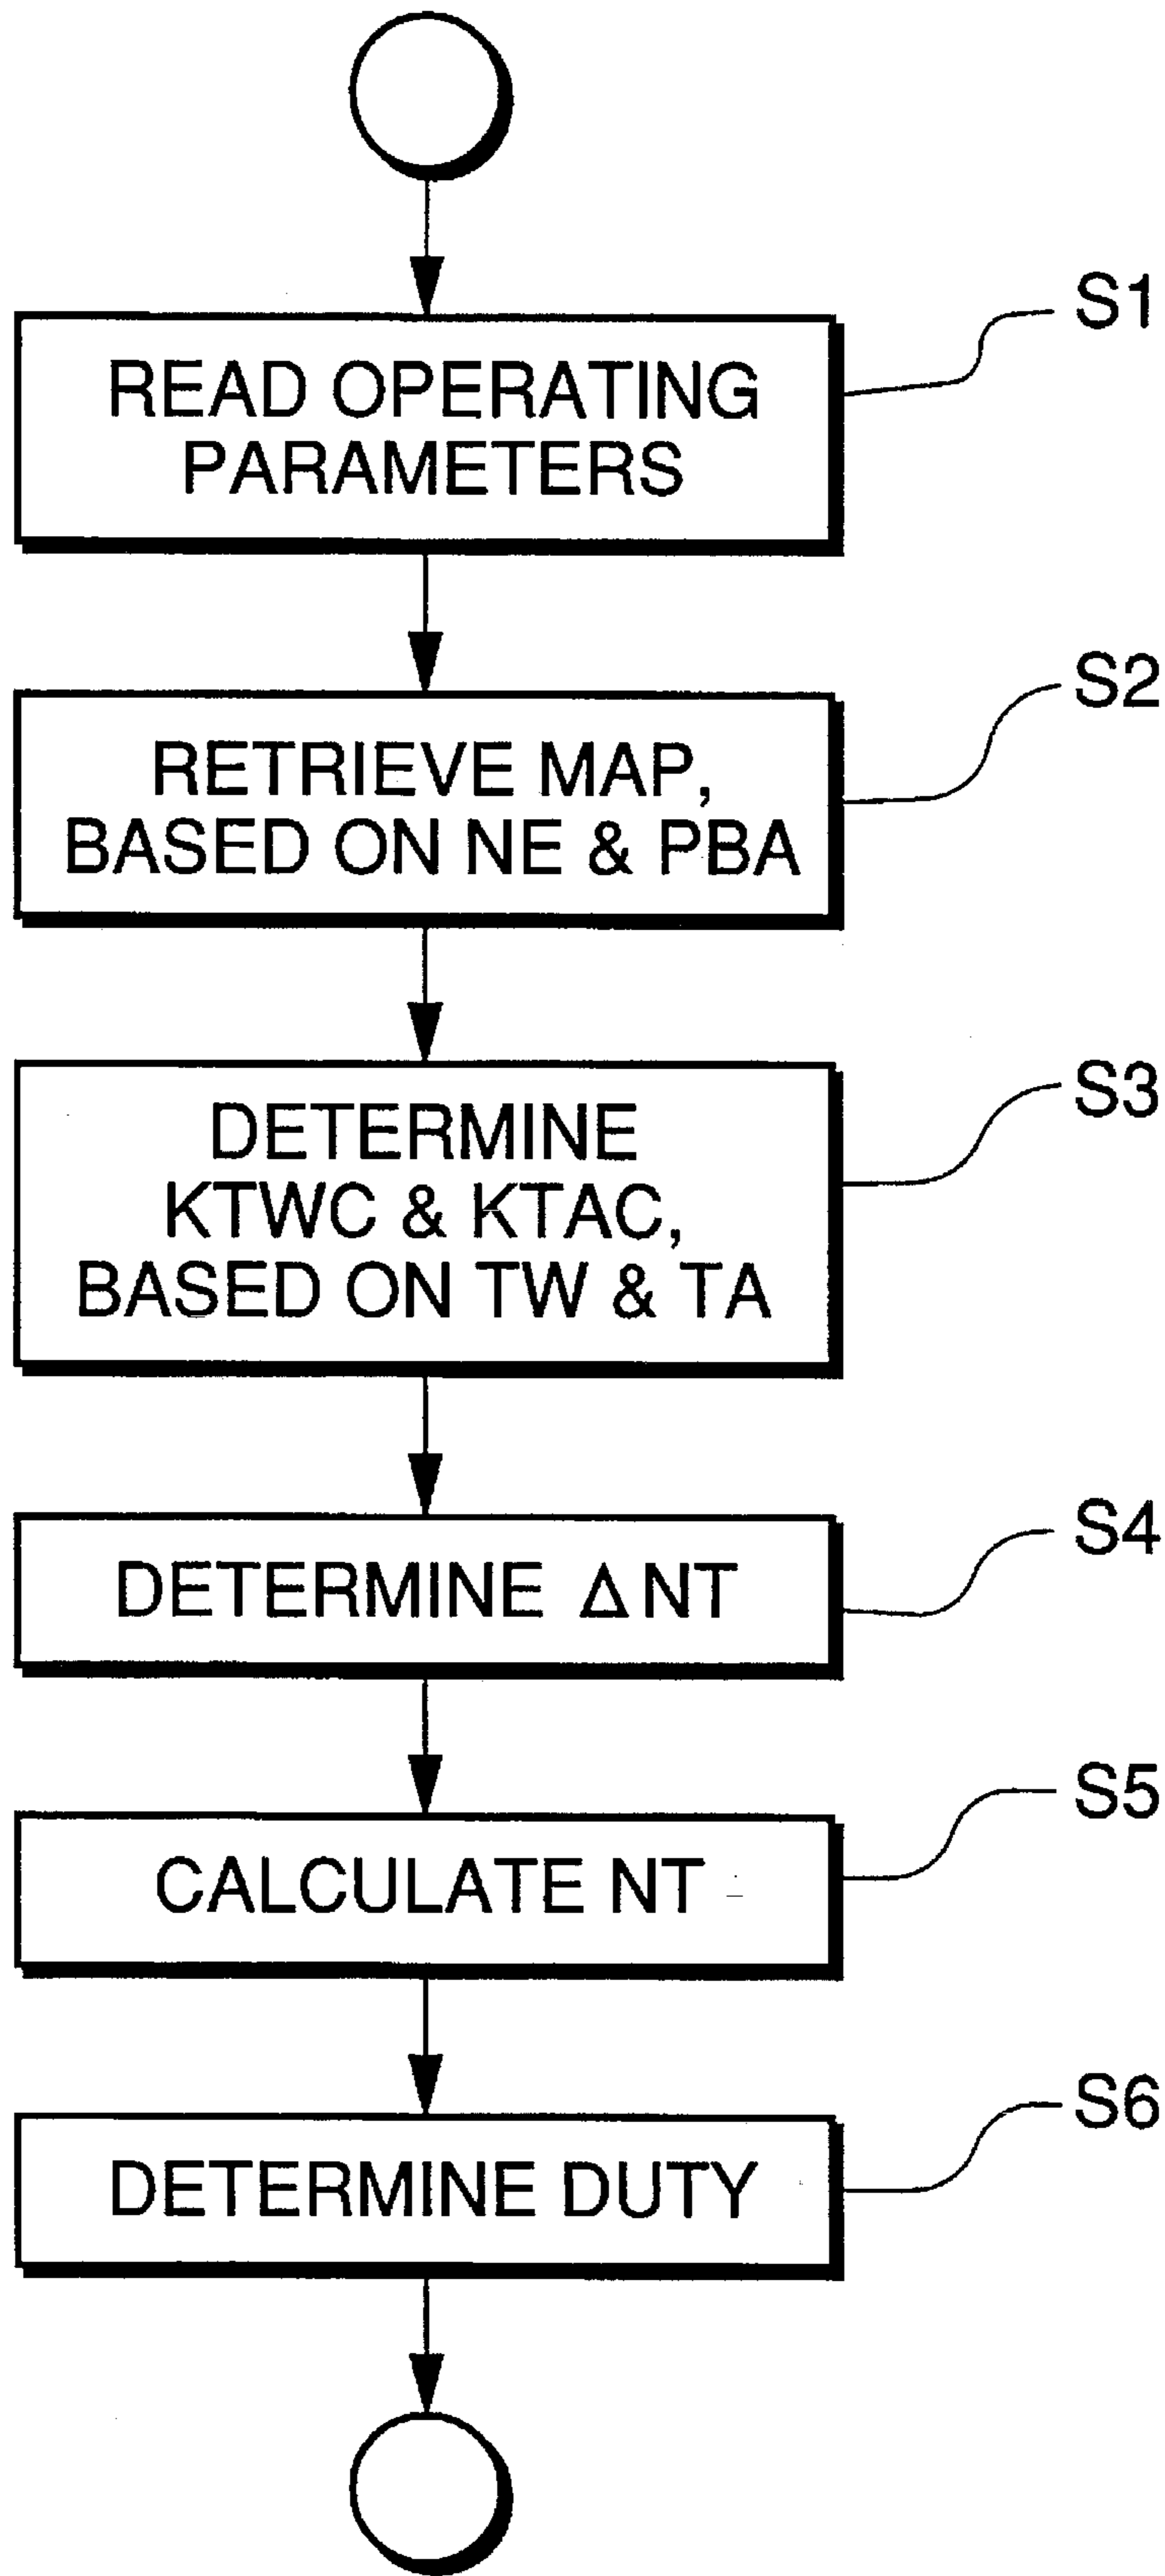 S1
READ OPERATING
PARAMETERS
S2
RETRIEVE MAP,
BASED ON NE & PBA
S3
DETERMINE
KTWC & KTAC,
BASED ON TW & TA
S4
DETERMINE Δ NT
S5
CALCULATE NT
S6
DETERMINE DUTY